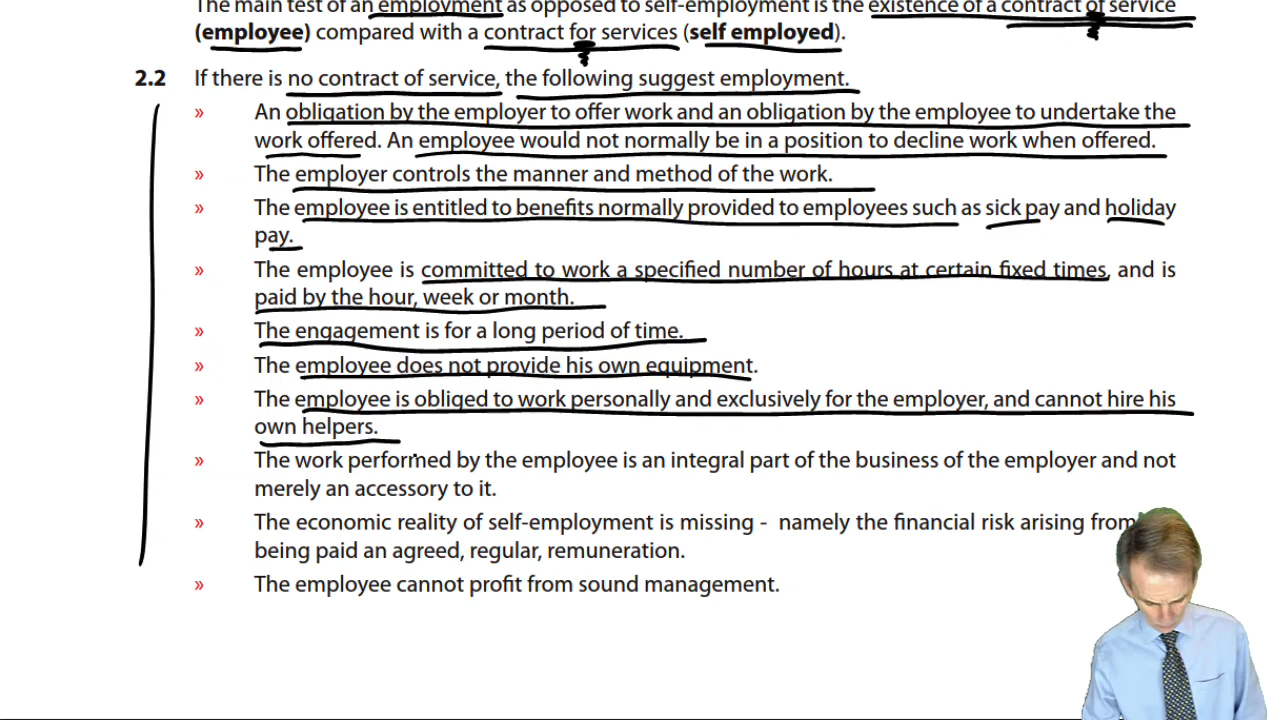 The main test of an employment as opposed to self-employment is the existence of a contract of service
(employee) compared with a contract for services (self employed).
2.2 If there is no contract of service, the following suggest employment.
» An obligation by the employer to offer work and an obligation by the employee to undertake the
work offered. An employee would not normally be in a position to decline work when offered.
» The employer controls the manner and method of the work.
» The employee is entitled to benefits normally provided to employees such as sick pay and holiday
pay.
» The employee is committed to work a specified number of hours at certain fixed times, and is
paid by the hour, week or month.
» The engagement is for a long period of time.
» The employee does not provide his own equipment.
» The employee is obliged to work personally and exclusively for the employer, and cannot hire his
own helpers.
» The work performed by the employee is an integral part of the business of the employer and not
merely an accessory to it.
» The economic reality of self-employment is missing - namely the financial risk arising from
being paid an agreed, regular, remuneration.
» The employee cannot profit from sound management.